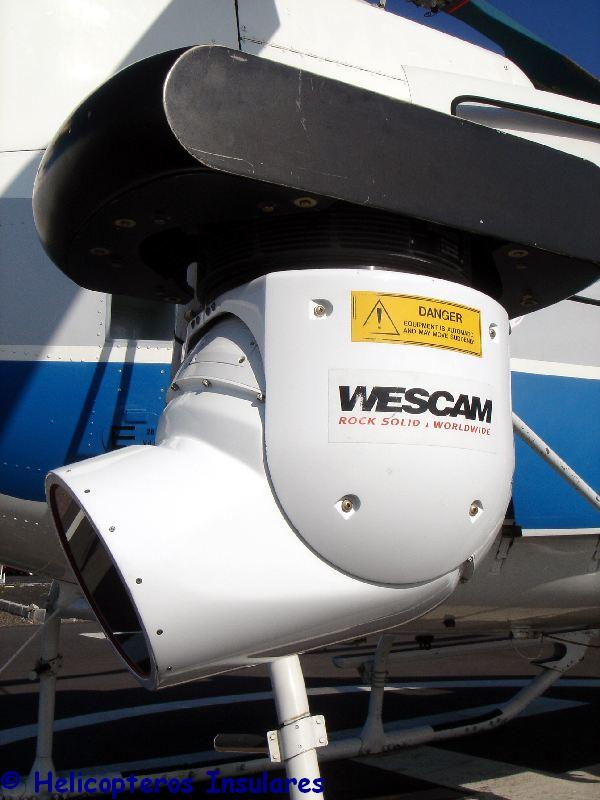 DANGER
EQUIPMENT IS AUTOMATIC
AND MAY MOVE SUDDENLY
WESCAM
ROCK SOLID WORLDWIDE
© Helicopteros Insulares